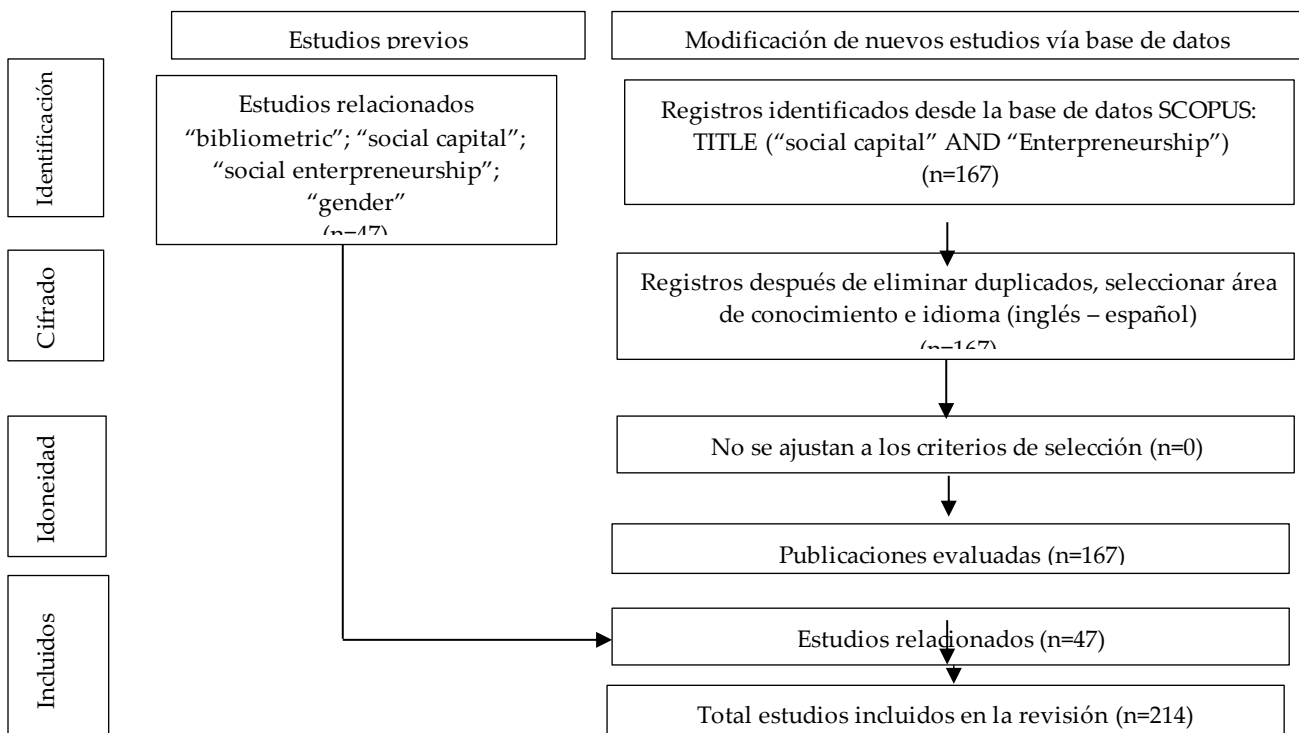 Estudios previos
Modificación de nuevos estudios vía base de datos
Identificación
Estudios relacionados
“bibliometric”; “social capital”;
“social enterpreneurship”;
“gender”
(n=47)
Registros identificados desde la base de datos SCOPUS:
TITLE (“social capital” AND “Enterpreneurship”)
(n=167)
Cifrado
Registros después de eliminar duplicados, seleccionar área
de conocimiento e idioma (inglés – español)
(n=167)
Idoneidad
No se ajustan a los criterios de selección (n=0)
Publicaciones evaluadas (n=167)
Incluidos
Estudios relacionados (n=47)
Total estudios incluidos en la revisión (n=214)